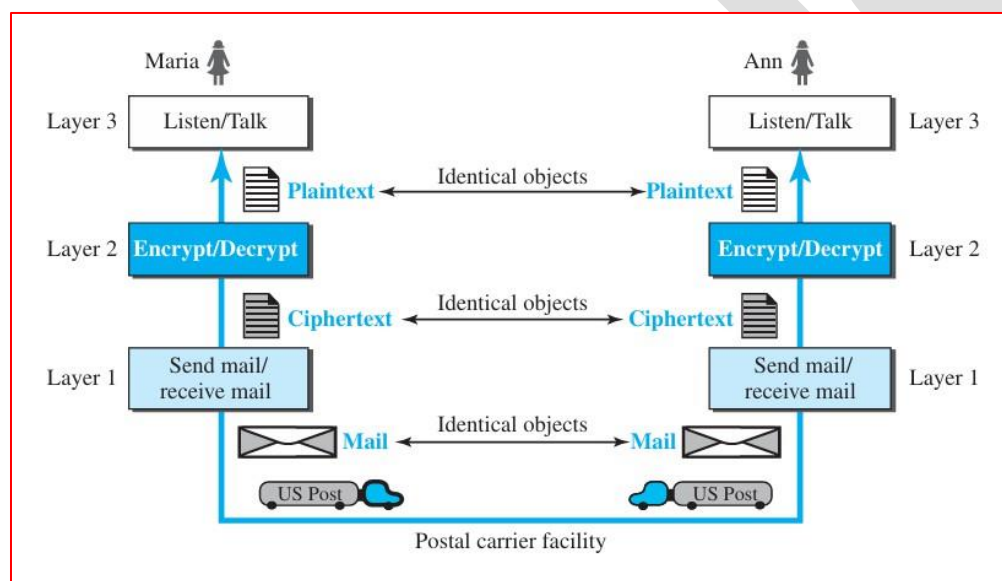 Maria
Ann
Layer 3
Listen/Talk
Listen/Talk
Layer 3
Plaintext
Identical objects
Plaintext
Layer 2
Encrypt/Decrypt
Encrypt/Decrypt
Layer 2
Ciphertext
Identical objects
Ciphertext
Layer 1
Send mail/
receive mail
Send mail/
receive mail
Layer 1
Mail
Identical objects
Mail
US Post
US Post
Postal carrier facility